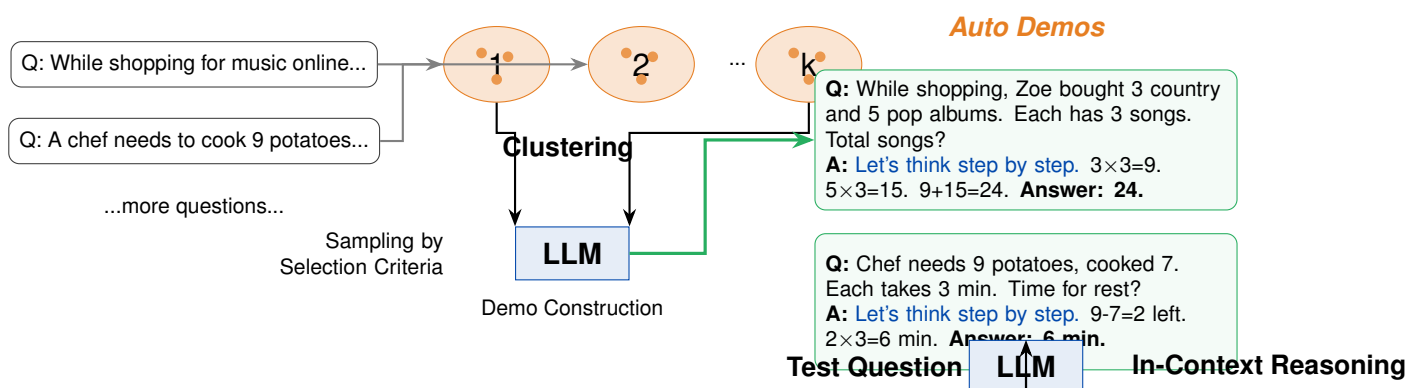 Auto Demos
Q: While shopping for music online...
1
2
...
k
Q: A chef needs to cook 9 potatoes...
Clustering
...more questions...
Sampling by
Selection Criteria
LLM
Demo Construction
Q: While shopping, Zoe bought 3 country
and 5 pop albums. Each has 3 songs.
Total songs?
A: Let's think step by step. 3×3=9.
5×3=15. 9+15=24. Answer: 24.
Q: Chef needs 9 potatoes, cooked 7.
Each takes 3 min. Time for rest?
A: Let's think step by step. 9-7=2 left.
2×3=6 min. Answer: 6 min.
Test Question
LLM
In-Context Reasoning